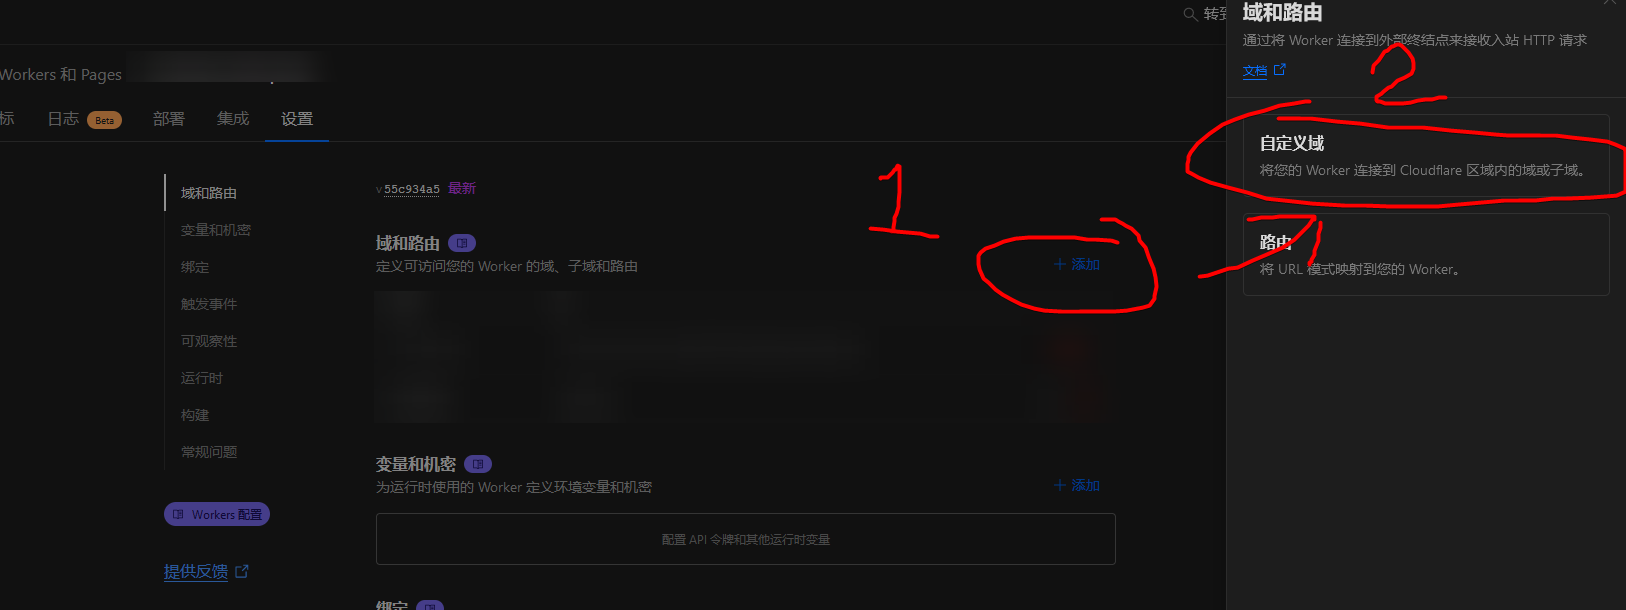 转到
Workers 和 Pages
标 日志 Beta 部署 集成 设置
域和路由
变量和机密
绑定
触发事件
可观察性
运行时
构建
常规问题
Workers 配置
提供反馈
v55c934a5 最新
域和路由
定义可访问您的 Worker 的域、子域和路由
+ 添加
变量和机密
为运行时使用的 Worker 定义环境变量和机密
+ 添加
配置 API 令牌和其他运行时变量
绑定
1
2
域和路由
通过将 Worker 连接到外部终结点来接收入站 HTTP 请求
文档
自定义域
将您的 Worker 连接到 Cloudflare 区域内的域或子域。
路由
将 URL 模式映射到您的 Worker。